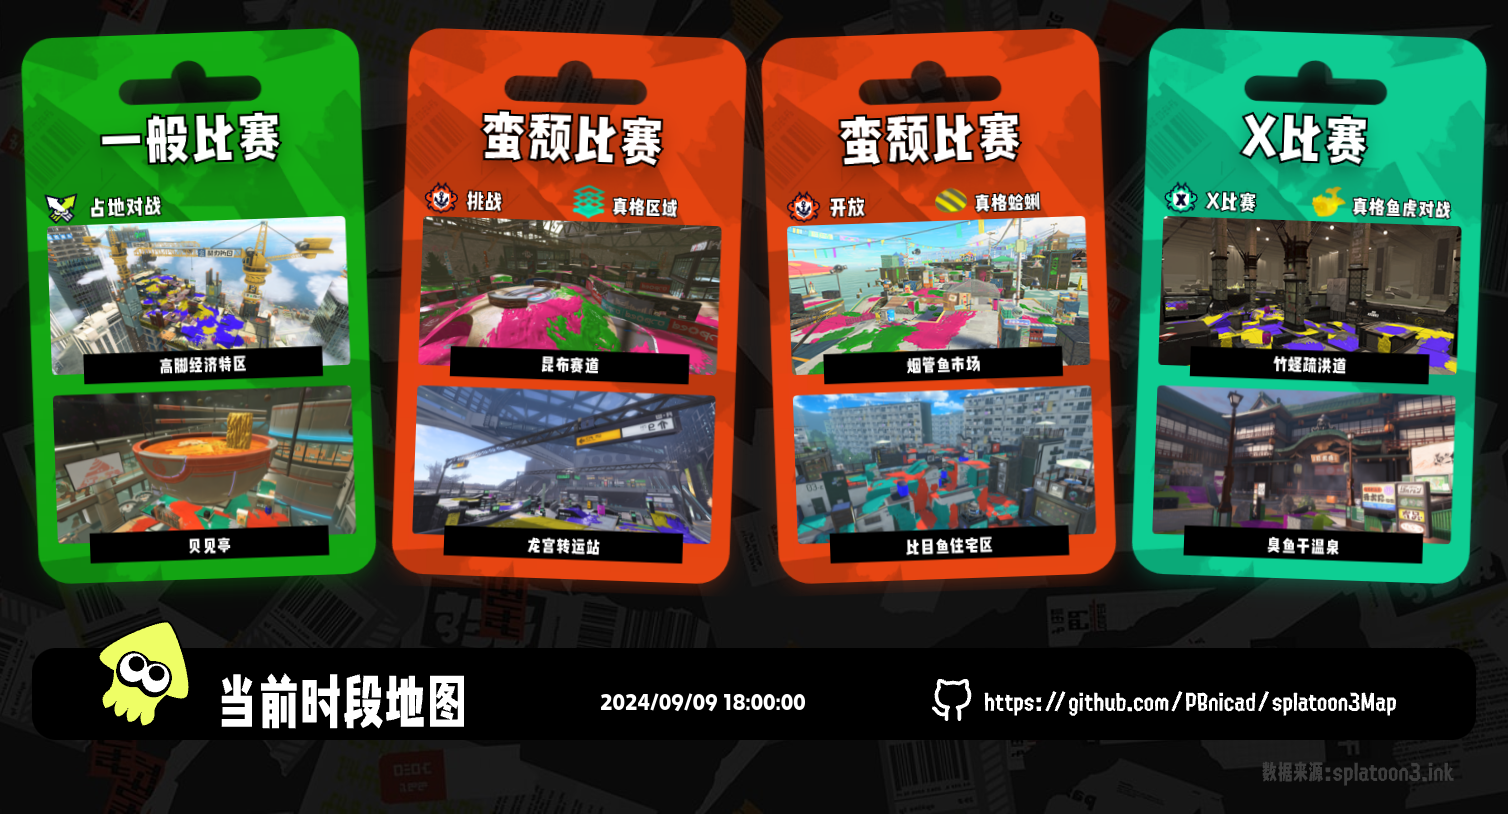 一般比赛
占地对战
高脚经济特区
贝见亭
蛮颓比赛
挑战
真格区域
昆布赛道
龙宫转运站
蛮颓比赛
开放
真格蛤蜊
烟管鱼市场
比目鱼住宅区
X比赛
X比赛
真格鱼虎对战
竹蛏疏洪道
臭鱼干温泉
当前时段地图
2024/09/09 18:00:00
https://github.com/PBnicad/splatoon3Map
数据来源:splatoon3.ink